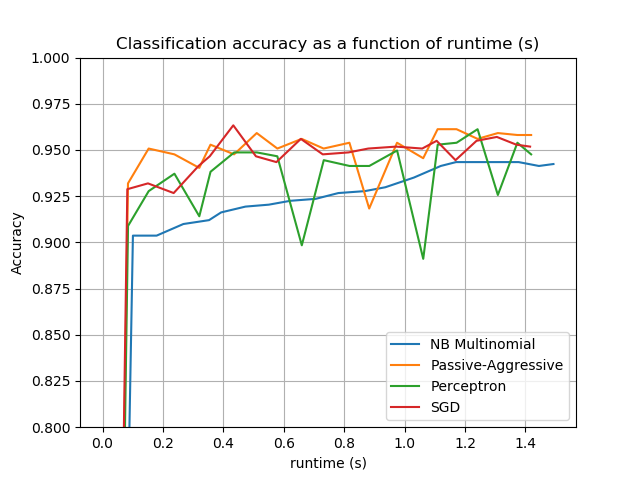 Classification accuracy as a function of runtime (s)
1.000
0.975
0.950
0.925
0.900
0.875
0.850
0.825
0.800
Accuracy
0.0 0.2 0.4 0.6 0.8 1.0 1.2 1.4
runtime (s)
NB Multinomial
Passive-Aggressive
Perceptron
SGD